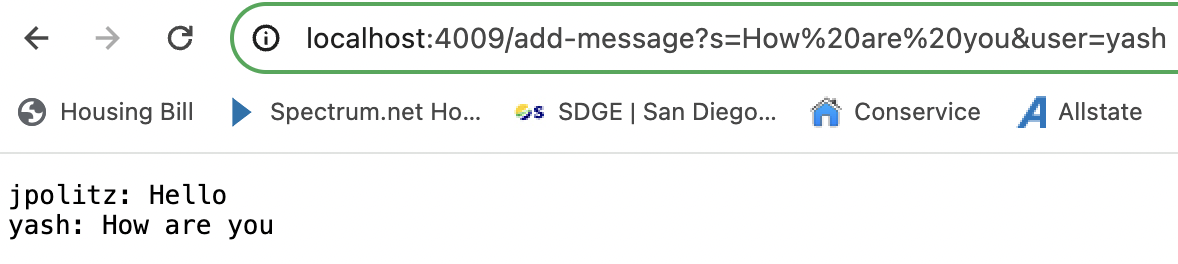 localhost:4009/add-message?s=How%20are%20you&user=yash
Housing Bill Spectrum.net Ho... SDGE | San Diego... Conservice Allstate
jpolitz: Hello
yash: How are you